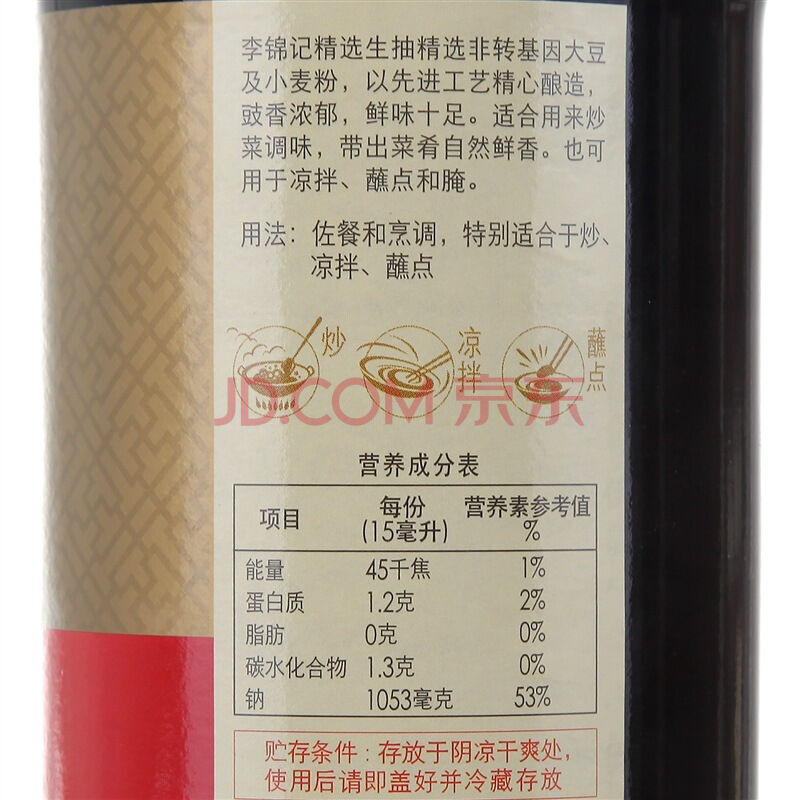 李锦记精选生抽精选非转基因大豆
及小麦粉，以先进工艺精心酿造，
豉香浓郁，鲜味十足。适合用来炒
菜调味，带出菜肴自然鲜香。也可
用于凉拌、蘸点和腌。
用法：佐餐和烹调，特别适合于炒、
凉拌、蘸点
炒
凉拌
蘸点
JD.COM 京东
营养成分表
项目 每份(15毫升) 营养素参考值%
能量 45千焦 1%
蛋白质 1.2克 2%
脂肪 0克 0%
碳水化合物 1.3克 0%
钠 1053毫克 53%
贮存条件：存放于阴凉干爽处，
使用后请即盖好并冷藏存放